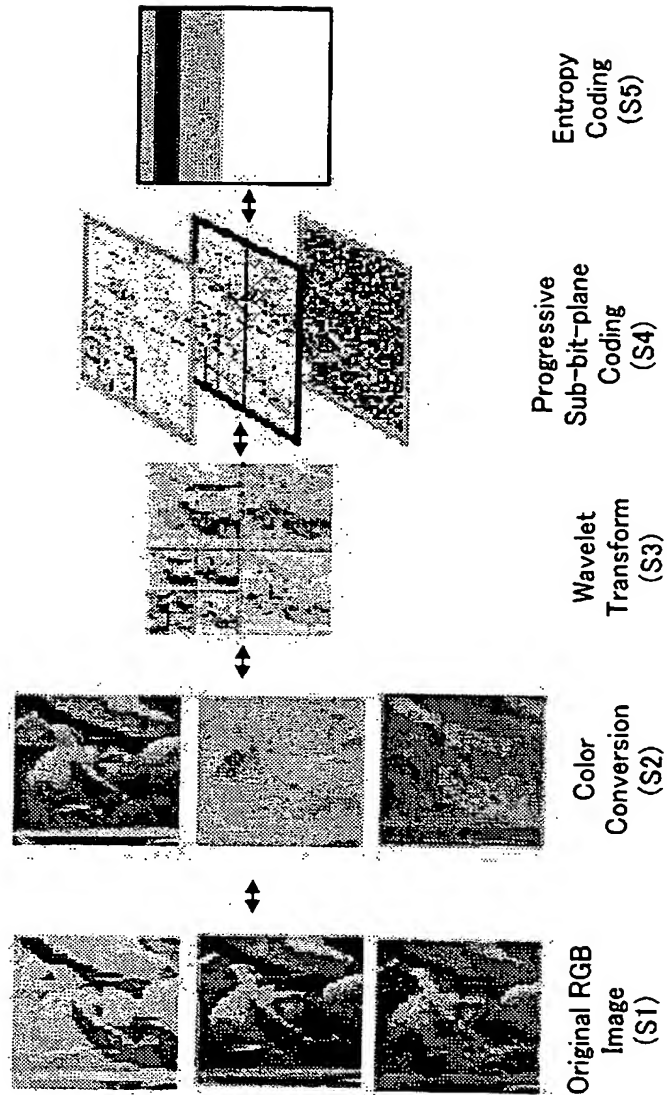 Original RGB
Image
(S1)
Color
Conversion
(S2)
Wavelet
Transform
(S3)
Progressive
Sub-bit-plane
Coding
(S4)
Entropy
Coding
(S5)